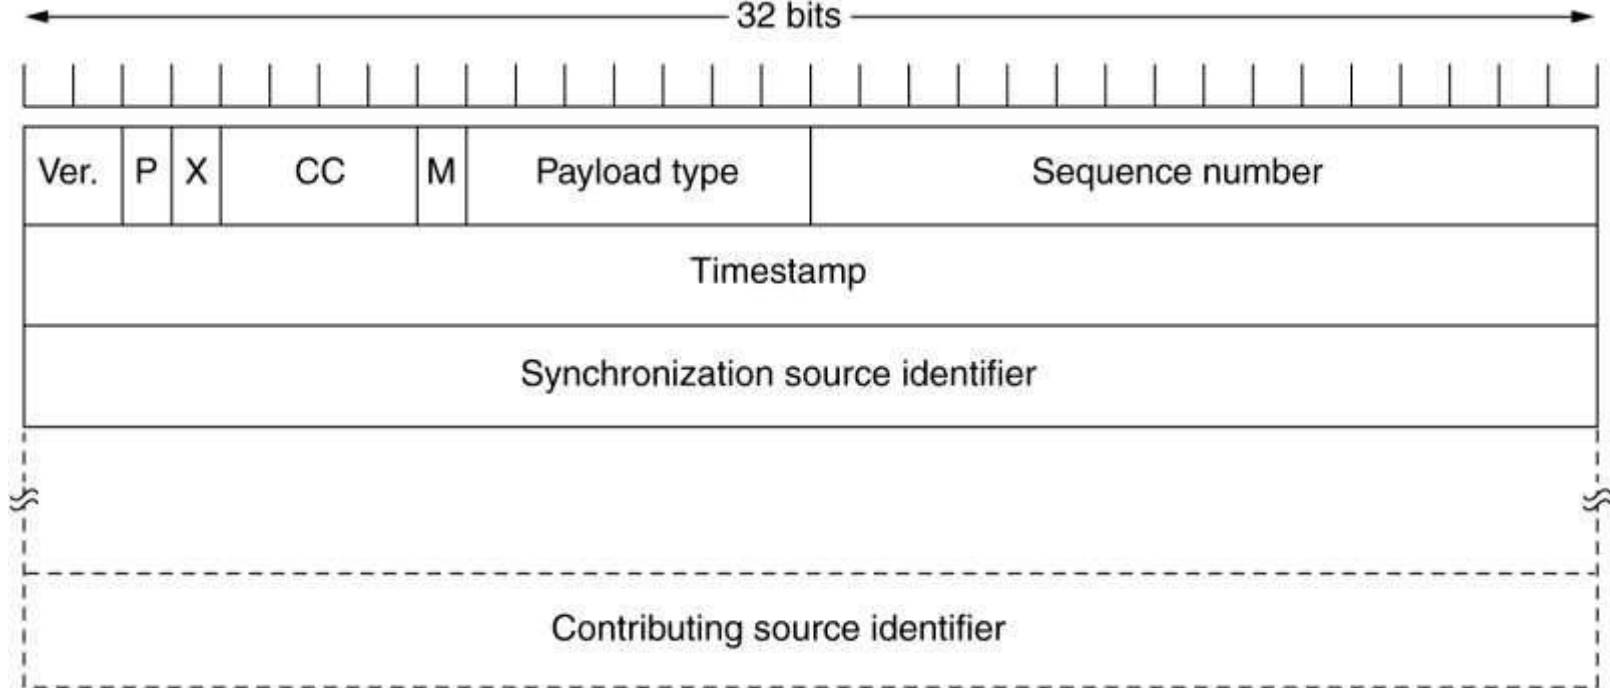 32 bits
Ver. P X CC M Payload type Sequence number
Timestamp
Synchronization source identifier
Contributing source identifier